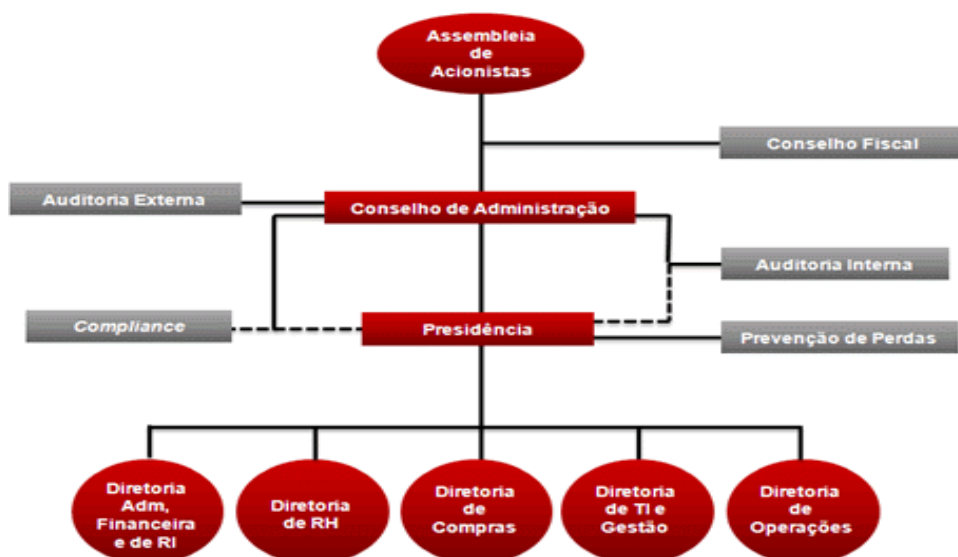 Assembleia
de
Acionistas
Conselho Fiscal
Auditoria Externa
Conselho de Administração
Auditoria Interna
Compliance
Presidência
Prevenção de Perdas
Diretoria
Adm,
Financeira
e de RI
Diretoria
de RH
Diretoria
de
Compras
Diretoria
de TI e
Gestão
Diretoria
de
Operações